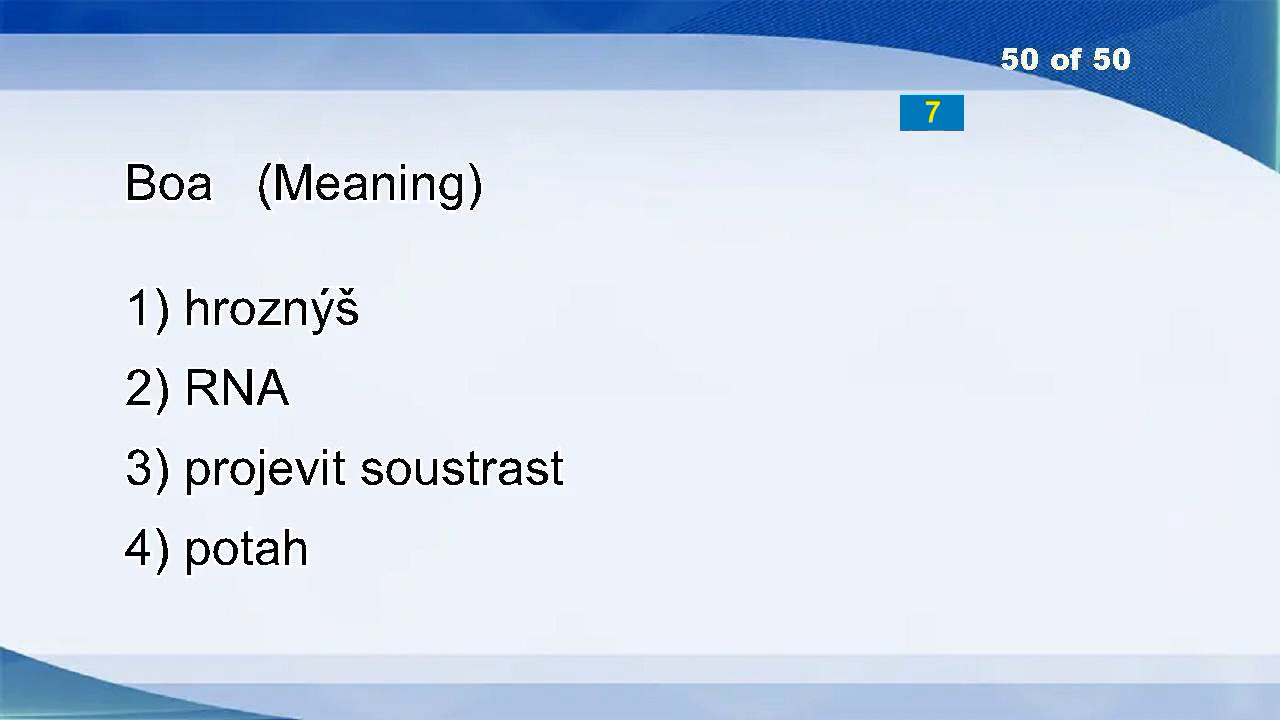 50 of 50
7
Boa (Meaning)
1) hroznýš
2) RNA
3) projevit soustrast
4) potah